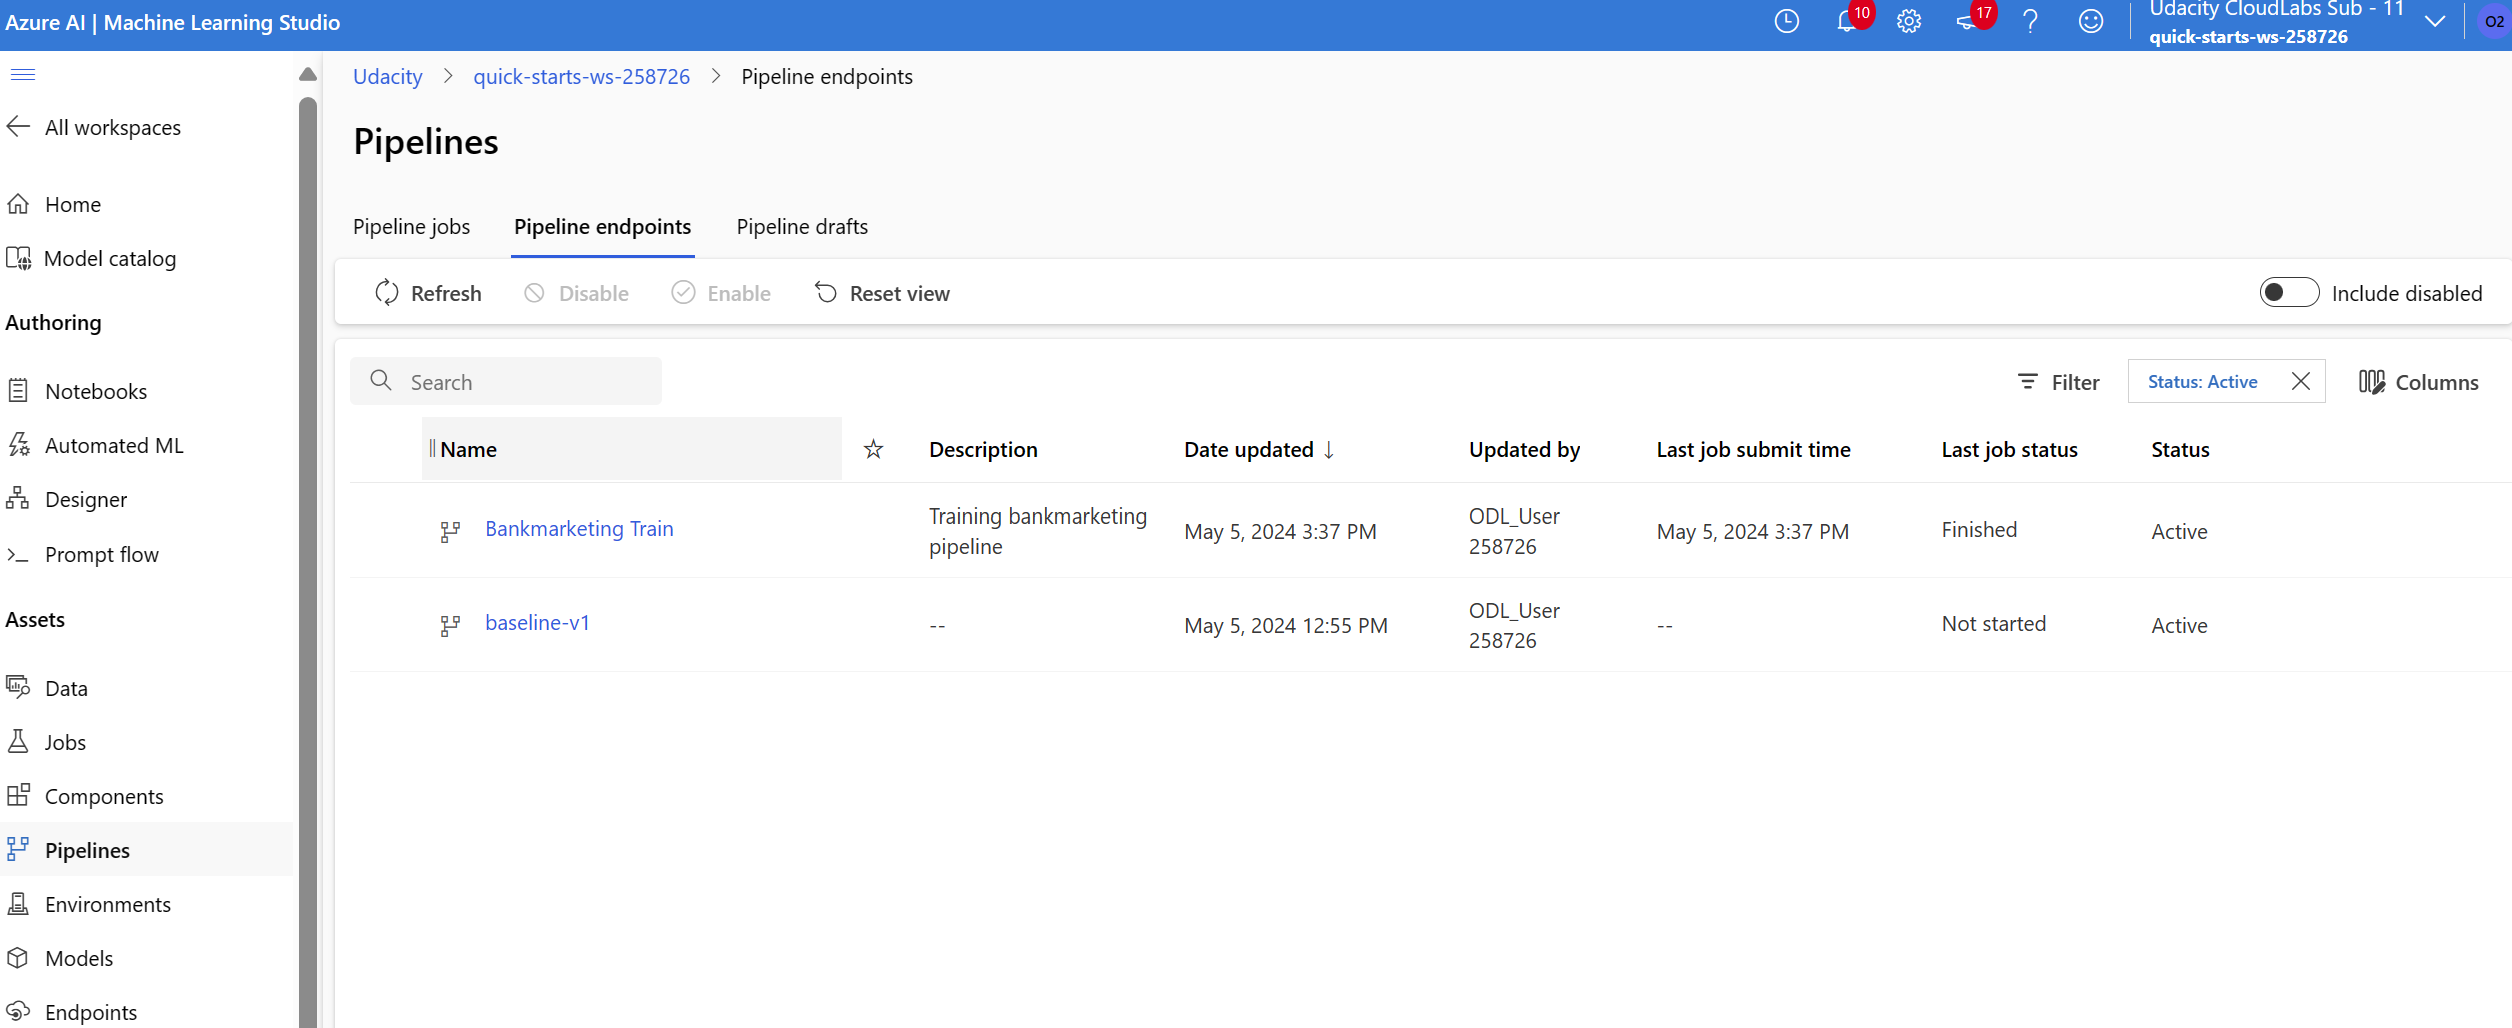 Azure AI | Machine Learning Studio
10
17
Udacity CloudLabs Sub - 11
quick-starts-ws-258726
O2
All workspaces
Home
Model catalog
Authoring
Notebooks
Automated ML
Designer
Prompt flow
Assets
Data
Jobs
Components
Pipelines
Environments
Models
Endpoints
Udacity > quick-starts-ws-258726 > Pipeline endpoints
Pipelines
Pipeline jobs Pipeline endpoints Pipeline drafts
Refresh Disable Enable Reset view Include disabled
Search Filter Status: Active Columns
Name Description Date updated ↓ Updated by Last job submit time Last job status Status
Bankmarketing Train Training bankmarketing pipeline May 5, 2024 3:37 PM ODL_User 258726 May 5, 2024 3:37 PM Finished Active
baseline-v1 -- May 5, 2024 12:55 PM ODL_User 258726 -- Not started Active